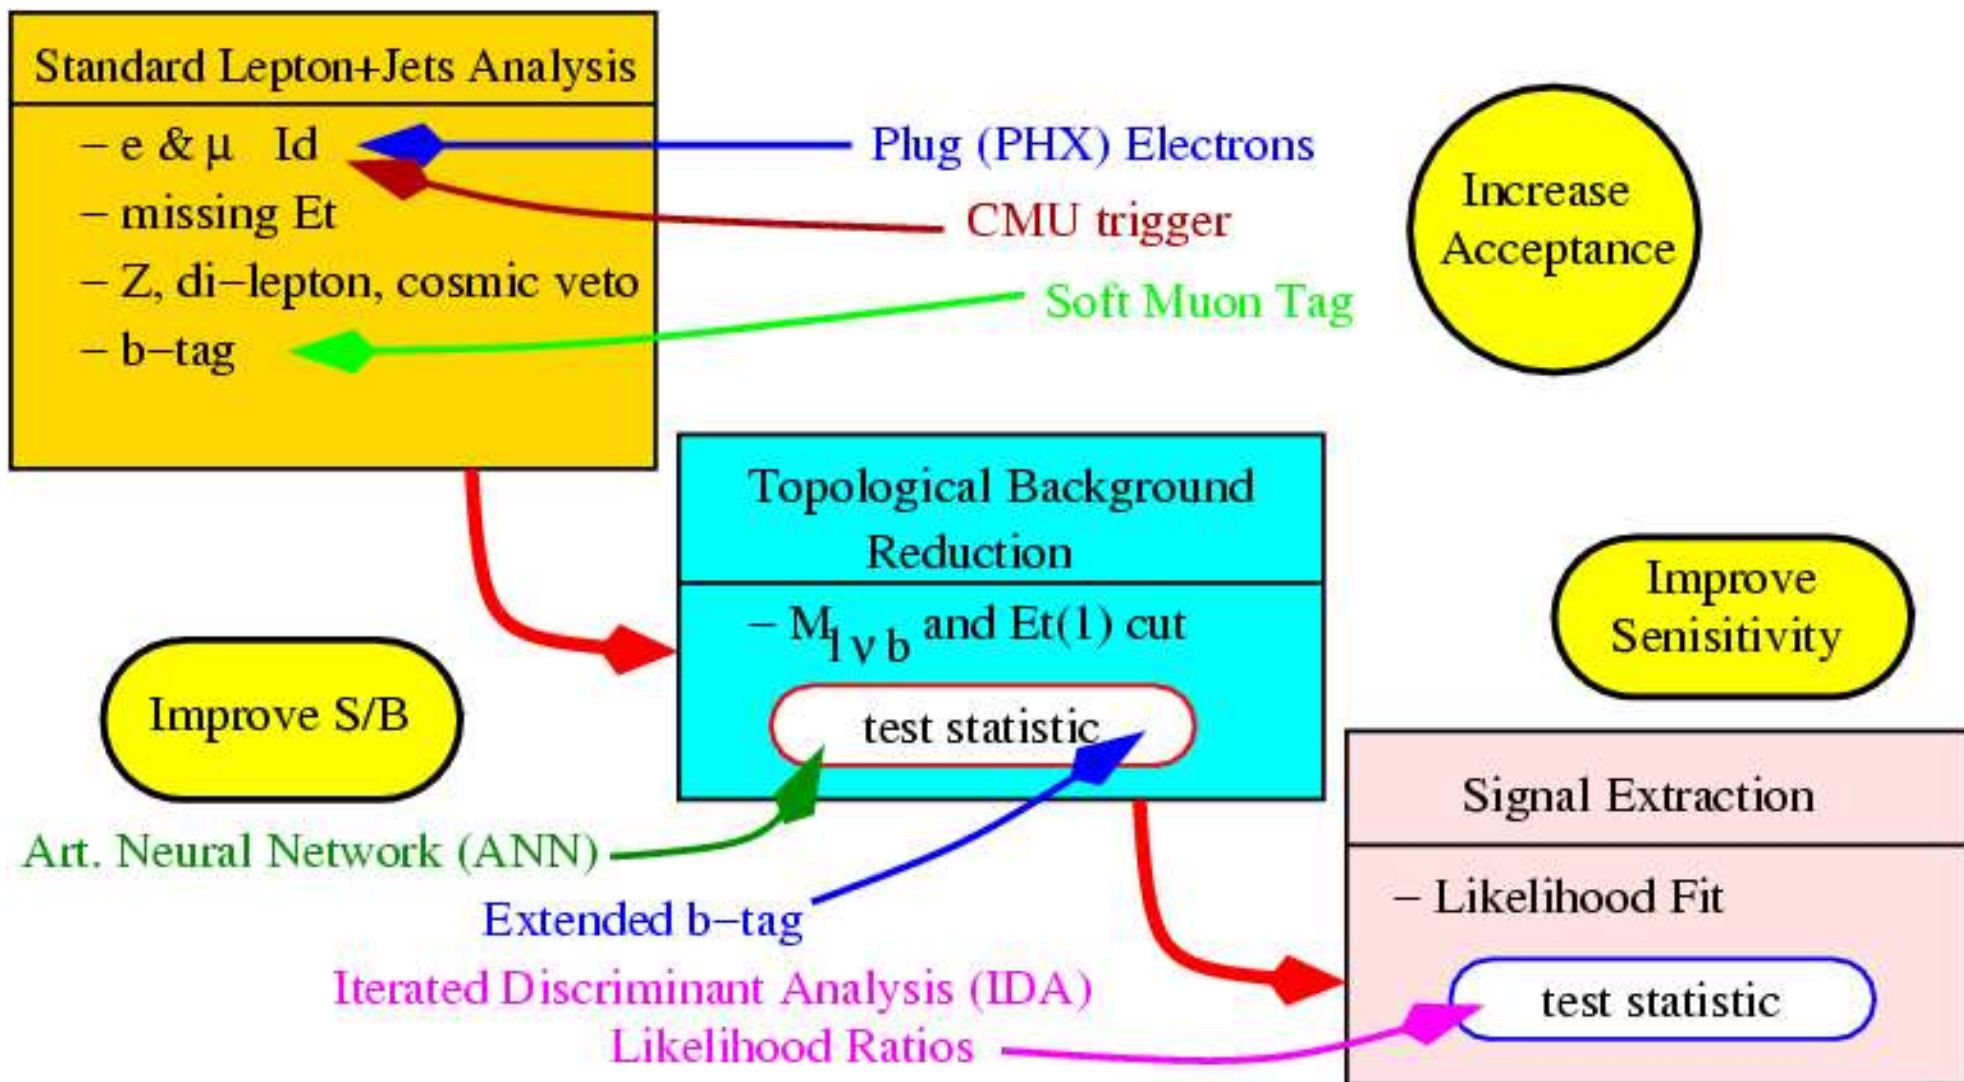 Standard Lepton+Jets Analysis
– e & μ Id
– missing Et
– Z, di–lepton, cosmic veto
– b–tag
Plug (PHX) Electrons
CMU trigger
Soft Muon Tag
Increase
Acceptance
Topological Background
Reduction
– M l ν b and Et(1) cut
test statistic
Improve
Senisitivity
Improve S/B
Art. Neural Network (ANN)
Extended b–tag
Iterated Discriminant Analysis (IDA)
Likelihood Ratios
Signal Extraction
– Likelihood Fit
test statistic